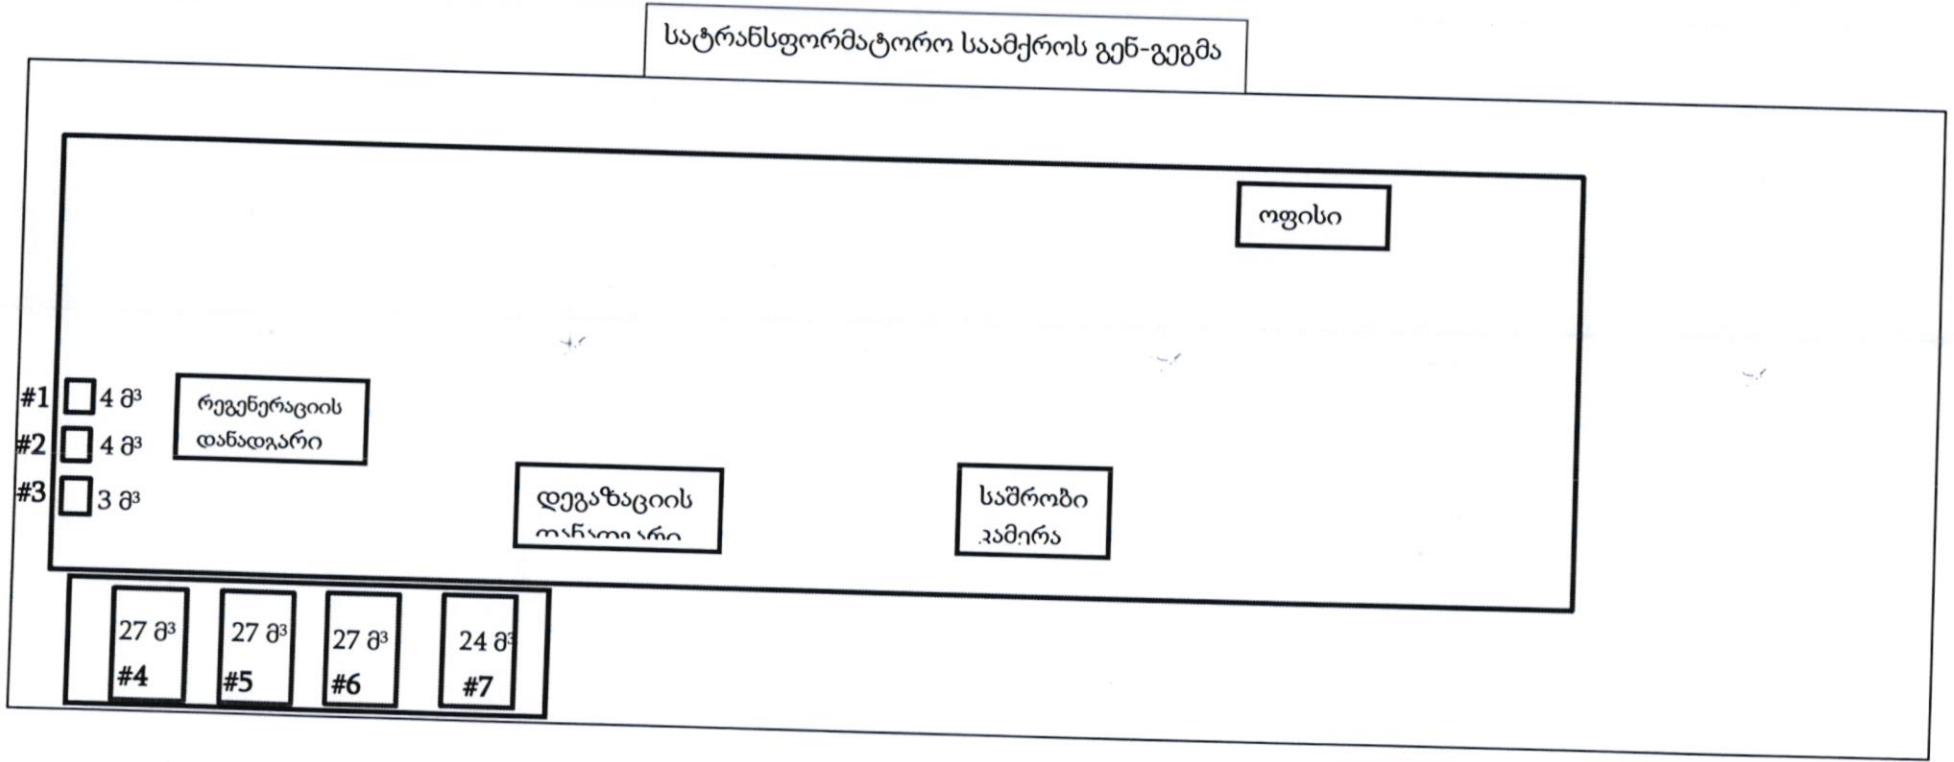 სატრანსფორმატორო საამქროს გენ-გეგმა
ოფისი
#1 4 მ³
#2 4 მ³
#3 3 მ³
რეგენერაციის
დანადგარი
დეგაზაციის
საშრობი
კამერა
27 მ³
#4
27 მ³
#5
27 მ³
#6
24 მ³
#7